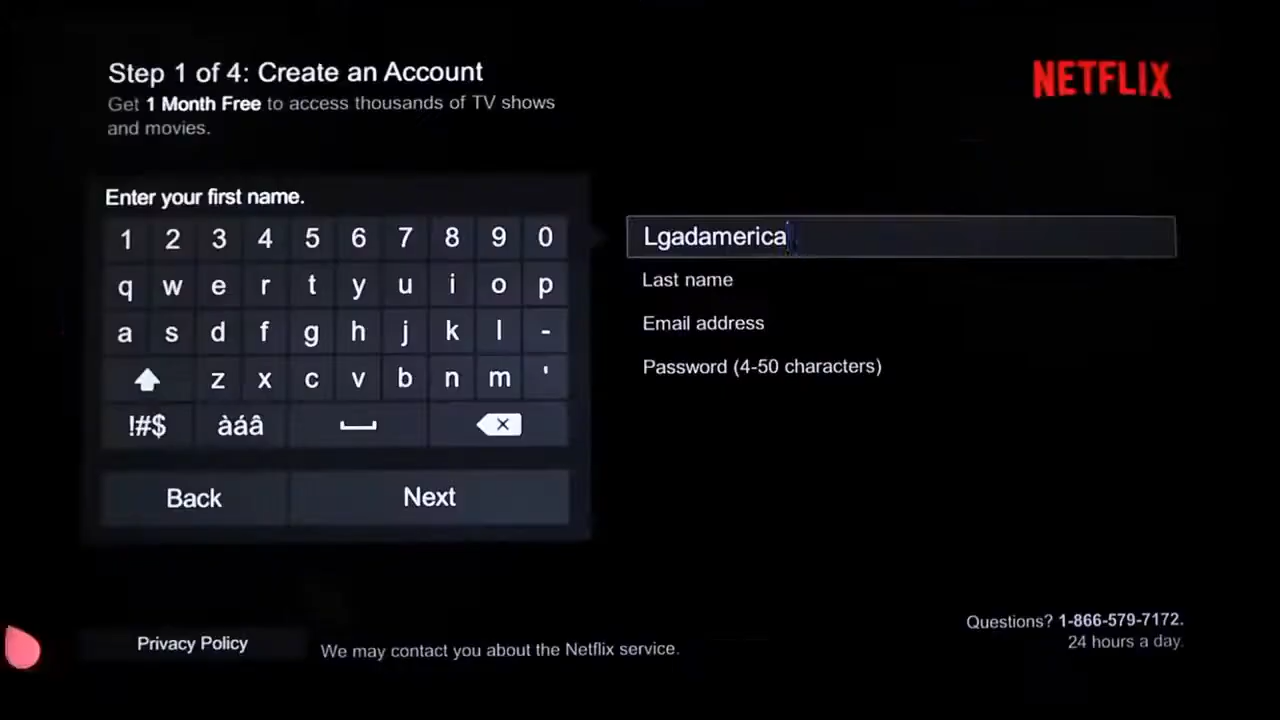 Step 1 of 4: Create an Account
NETFLIX
Get 1 Month Free to access thousands of TV shows
and movies.
Enter your first name.
1 2 3 4 5 6 7 8 9 0
q w e r t y u i o p
a s d f g h j k l -
z x c v b n m '
!#$ àáâ
Back Next
Lgadamerica
Last name
Email address
Password (4-50 characters)
Privacy Policy
We may contact you about the Netflix service.
Questions? 1-866-579-7172.
24 hours a day.